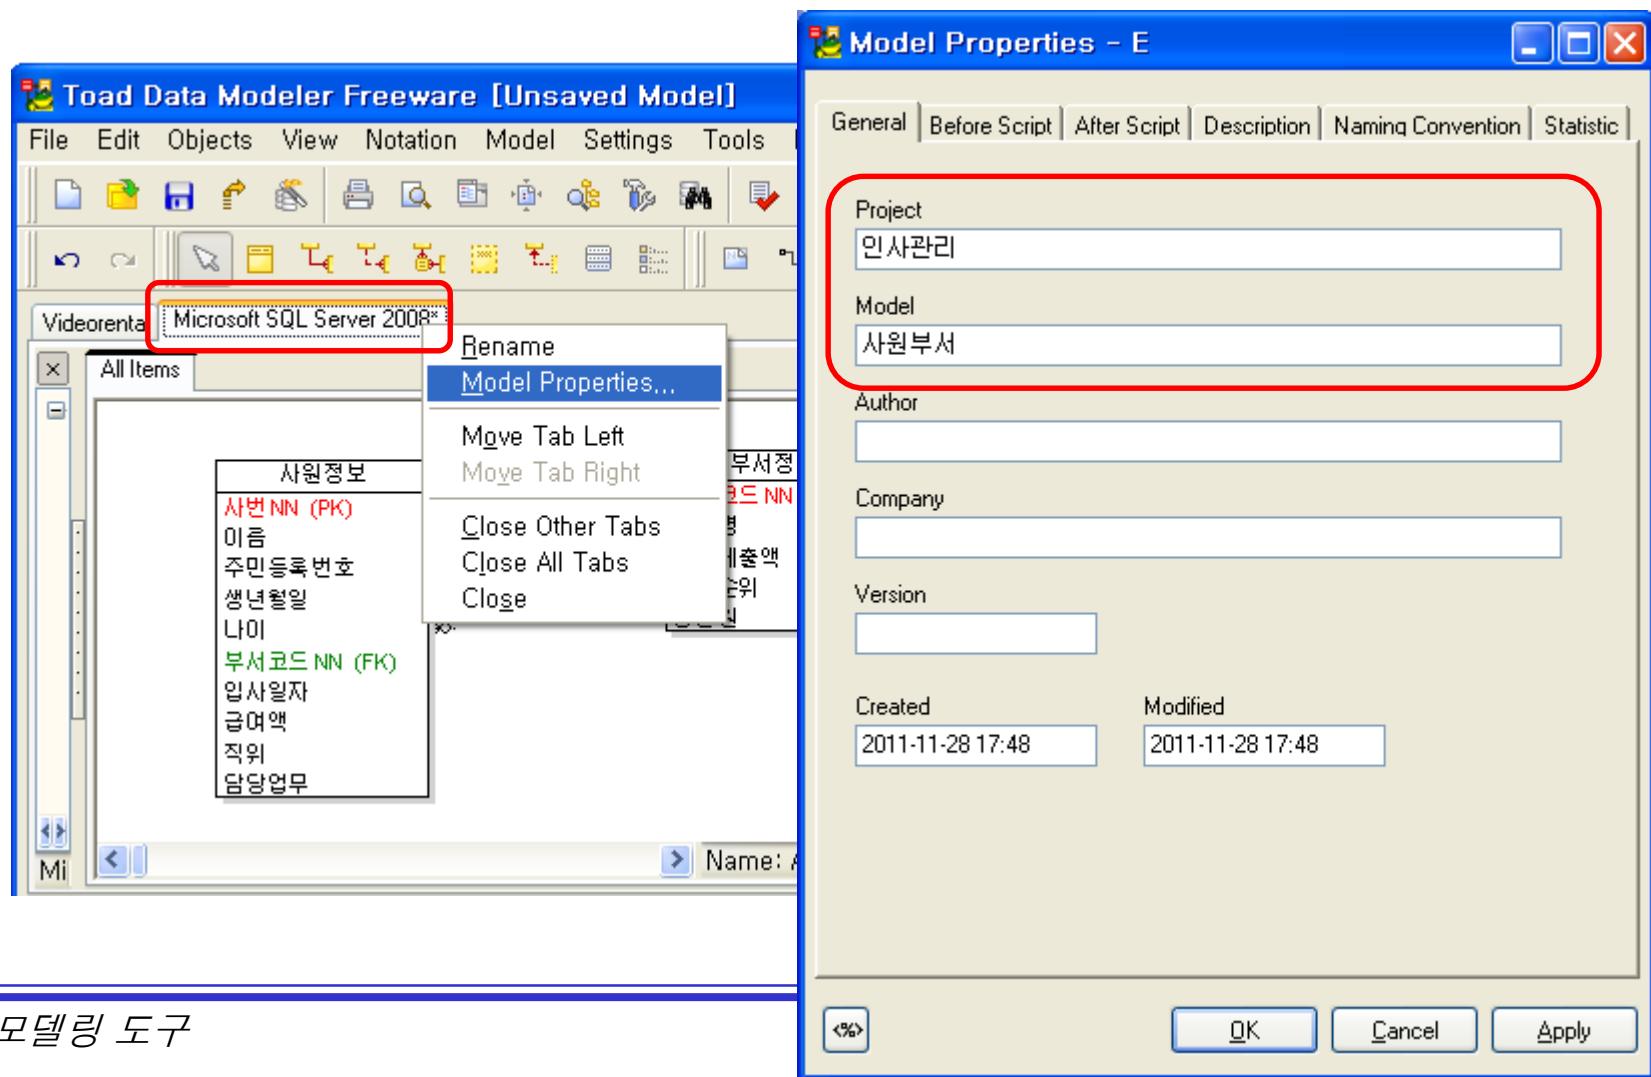 Toad Data Modeler Freeware [Unsaved Model]
File Edit Objects View Notation Model Settings Tools
Videorenta
Microsoft SQL Server 2008*
All Items
Rename
Model Properties...
Move Tab Left
Move Tab Right
Close Other Tabs
Close All Tabs
Close
사원정보
사번 NN (PK)
이름
주민등록번호
생년월일
나이
부서코드 NN (FK)
입사일자
급여액
직위
담당업무
부서정
코드 NN
출액
위
Mi
Name:
모델링 도구
Model Properties - E
General Before Script After Script Description Naming Convention Statistic
Project
인사관리
Model
사원부서
Author
Company
Version
Created Modified
2011-11-28 17:48 2011-11-28 17:48
<%>
OK Cancel Apply